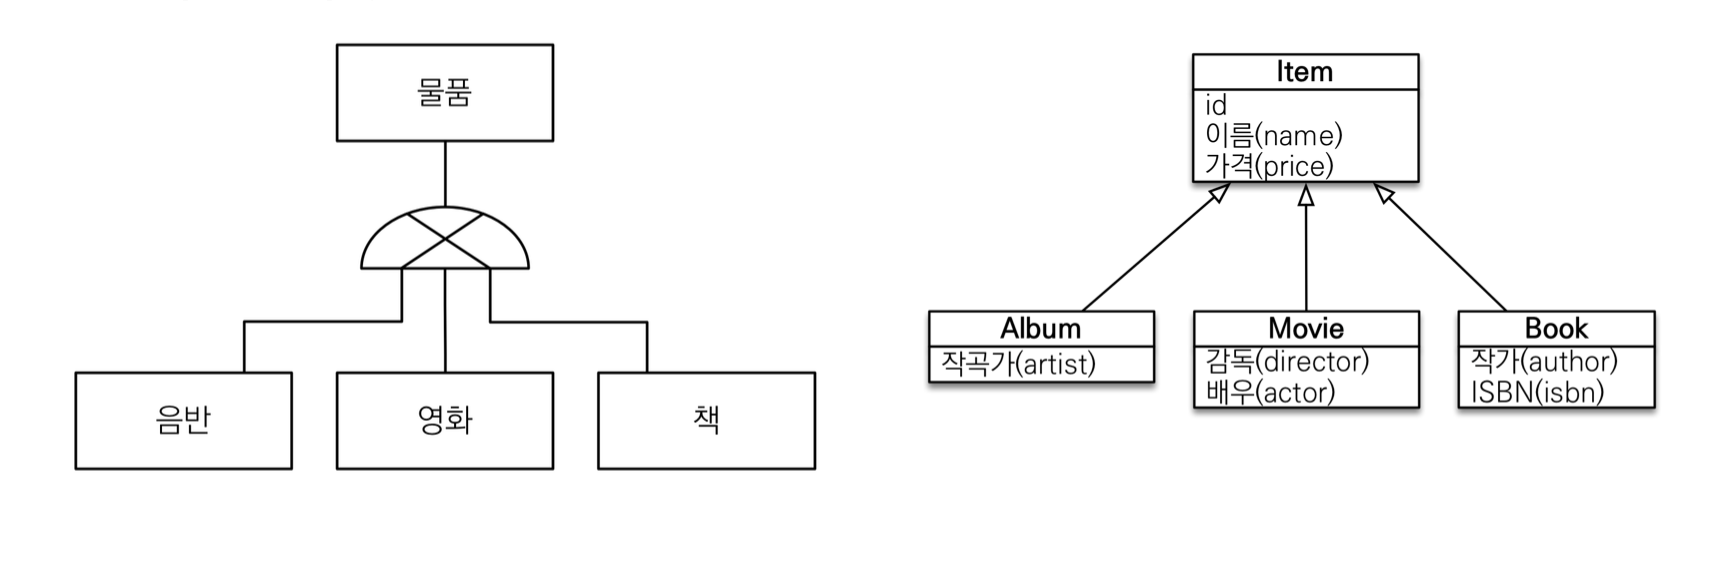 물품
음반
영화
책
Item
id
이름(name)
가격(price)
Album
작곡가(artist)
Movie
감독(director)
배우(actor)
Book
작가(author)
ISBN(isbn)